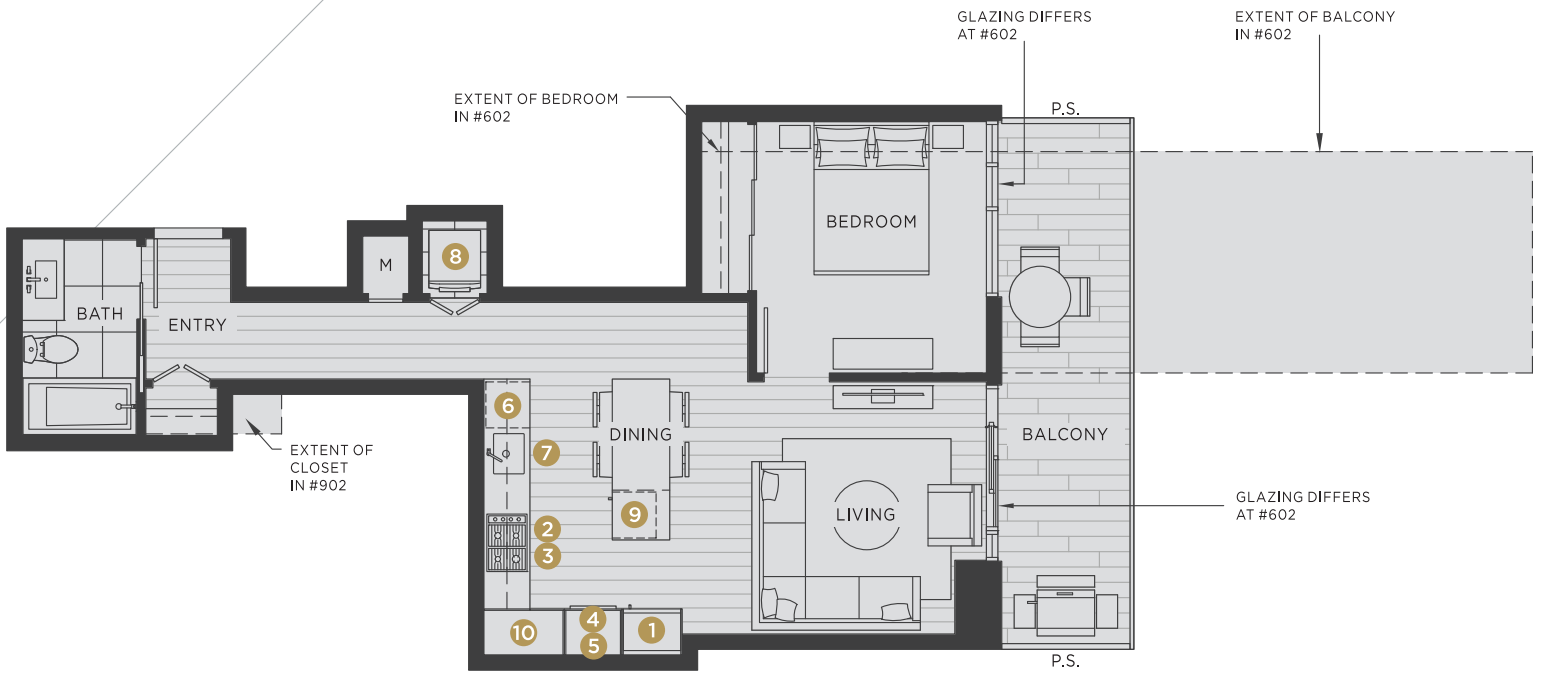 GLAZING DIFFERS
AT #602
EXTENT OF BALCONY
IN #602
EXTENT OF BEDROOM
IN #602
P.S.
BEDROOM
M
8
BATH
ENTRY
6
DINING
BALCONY
7
EXTENT OF
CLOSET
IN #902
9
LIVING
GLAZING DIFFERS
AT #602
2
3
10
4
5
1
P.S.